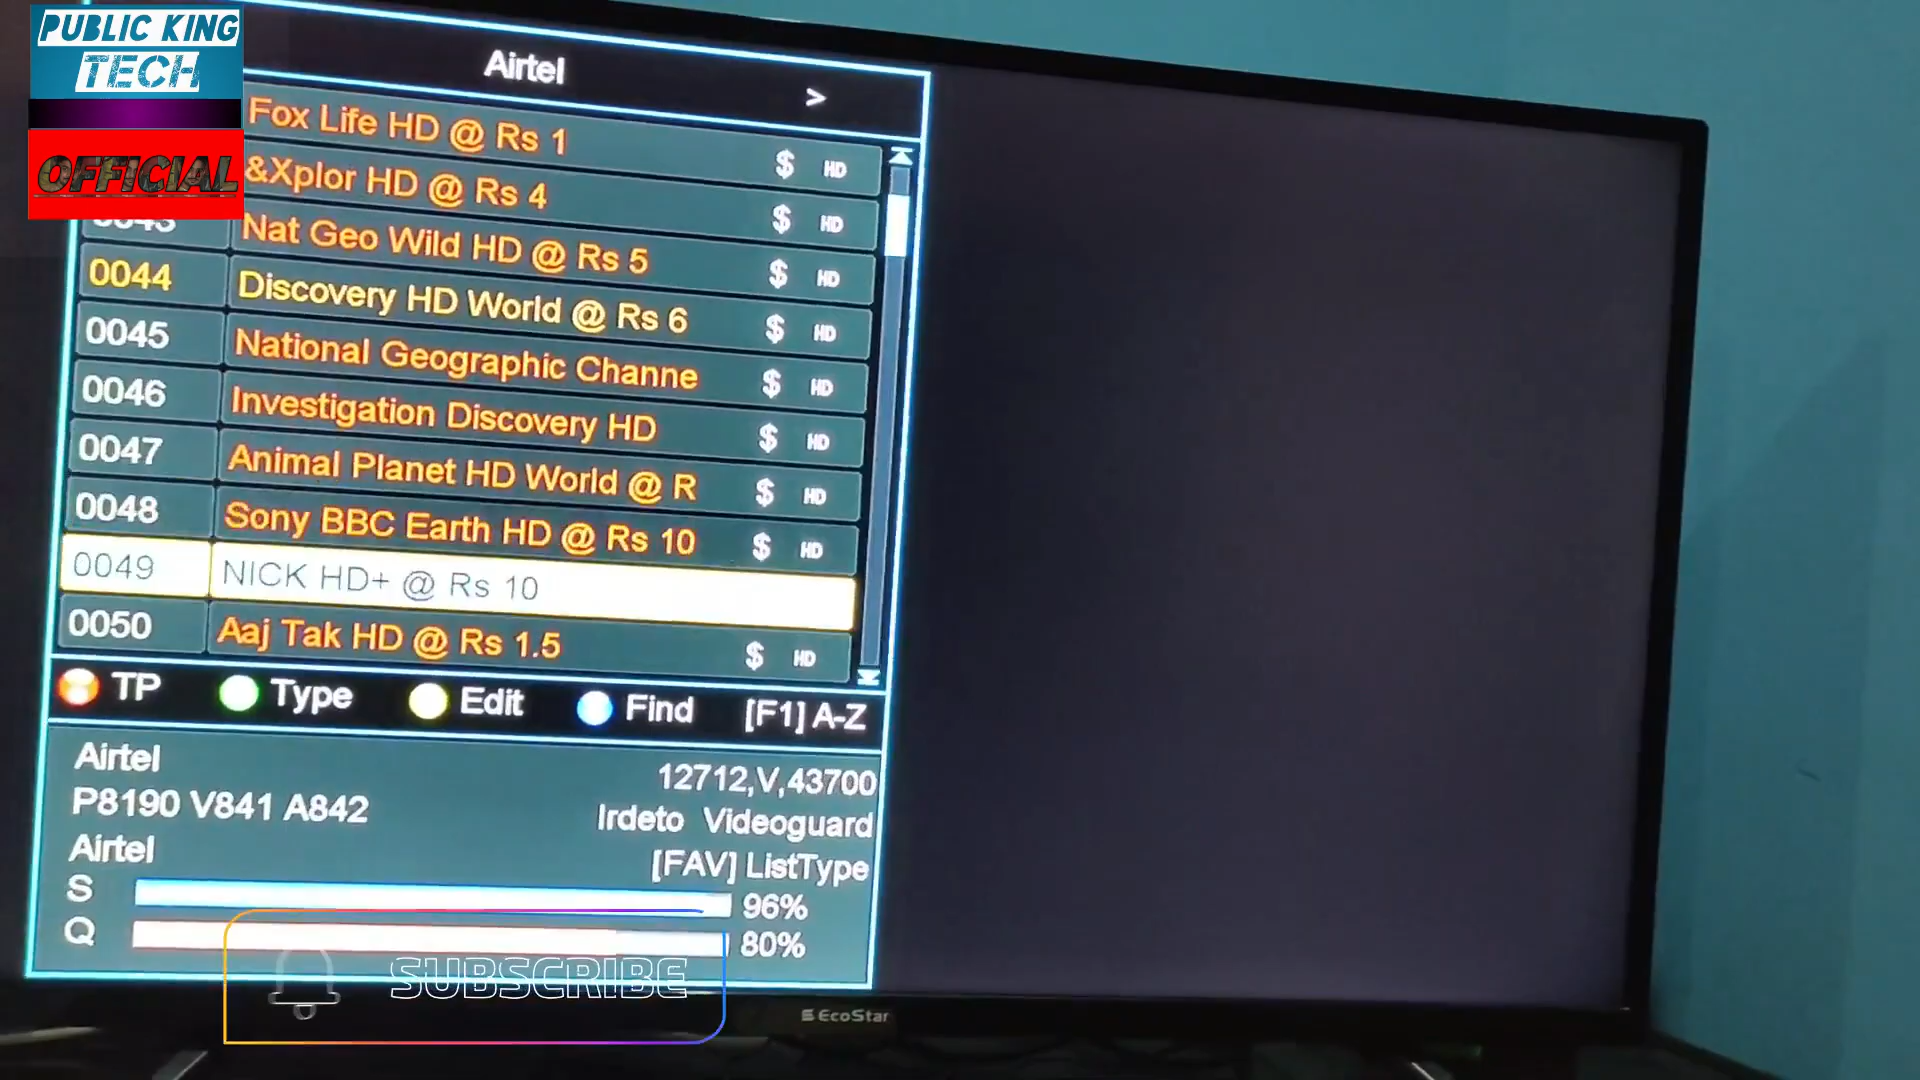 PUBLIC KING
TECH
OFFICIAL
Airtel
>
Fox Life HD @ Rs 1 $ HD
&Xplor HD @ Rs 4 $ HD
0043 Nat Geo Wild HD @ Rs 5 $ HD
0044 Discovery HD World @ Rs 6 $ HD
0045 National Geographic Channe $ HD
0046 Investigation Discovery HD $ HD
0047 Animal Planet HD World @ R $ HD
0048 Sony BBC Earth HD @ Rs 10 $ HD
0049 NICK HD+ @ Rs 10
0050 Aaj Tak HD @ Rs 1.5 $ HD
TP Type Edit Find [F1] A-Z
Airtel 12712,V,43700
P8190 V841 A842 Irdeto Videoguard
Airtel [FAV] ListType
S 96%
Q 80%
SUBSCRIBE
EcoStar